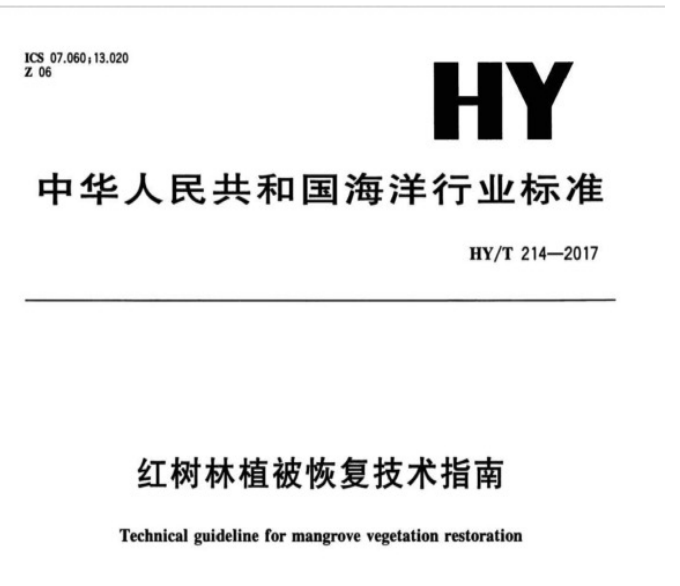 ICS 07.060;13.020
Z 06
HY
中华人民共和国海洋行业标准
HY/T 214—2017
红树林植被恢复技术指南
Technical guideline for mangrove vegetation restoration